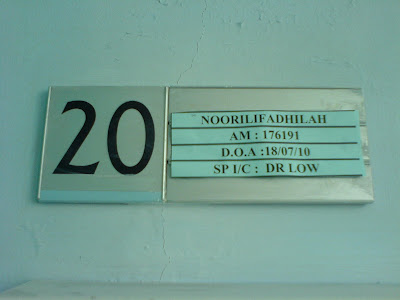 20
NOORILIFADHILAH
AM : 176191
D.O.A :18/07/10
SP I/C : DR LOW